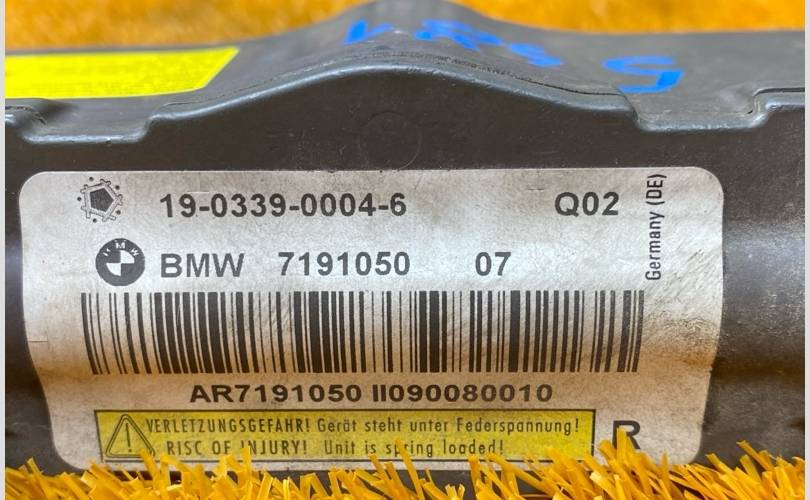 19-0339-0004-6 Q02
Germany (DE)
BMW 7191050 07
AR7191050 II090080010
VERLETZUNGSGEFAHR! Gerät steht unter Federspannung!
RISC OF INJURY! Unit is spring loaded!
R